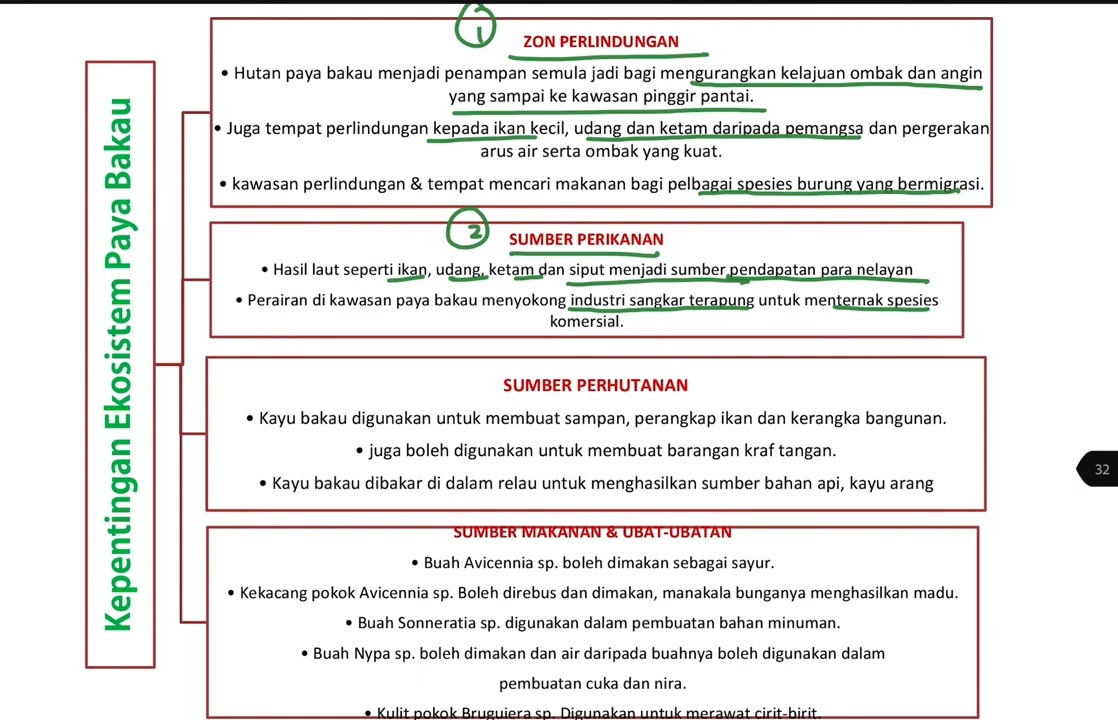 Kepentingan Ekosistem Paya Bakau
1
ZON PERLINDUNGAN
• Hutan paya bakau menjadi penampan semula jadi bagi mengurangkan kelajuan ombak dan angin
yang sampai ke kawasan pinggir pantai.
• Juga tempat perlindungan kepada ikan kecil, udang dan ketam daripada pemangsa dan pergerakan
arus air serta ombak yang kuat.
• kawasan perlindungan & tempat mencari makanan bagi pelbagai spesies burung yang bermigrasi.
2
SUMBER PERIKANAN
• Hasil laut seperti ikan, udang, ketam dan siput menjadi sumber pendapatan para nelayan
• Perairan di kawasan paya bakau menyokong industri sangkar terapung untuk menternak spesies
komersial.
SUMBER PERHUTANAN
• Kayu bakau digunakan untuk membuat sampan, perangkap ikan dan kerangka bangunan.
• juga boleh digunakan untuk membuat barangan kraf tangan.
• Kayu bakau dibakar di dalam relau untuk menghasilkan sumber bahan api, kayu arang
32
SUMBER MAKANAN & UBAT-UBATAN
• Buah Avicennia sp. boleh dimakan sebagai sayur.
• Kekacang pokok Avicennia sp. Boleh direbus dan dimakan, manakala bunganya menghasilkan madu.
• Buah Sonneratia sp. digunakan dalam pembuatan bahan minuman.
• Buah Nypa sp. boleh dimakan dan air daripada buahnya boleh digunakan dalam
pembuatan cuka dan nira.
• Kulit pokok Bruguiera sp. Digunakan untuk merawat cirit-birit.